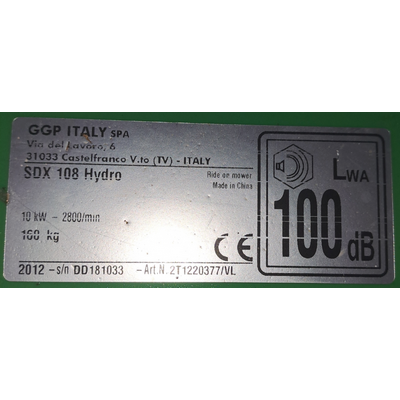 GGP ITALY SPA
Via del Lavoro, 6
31033 Castelfranco V.to (TV) - ITALY
SDX 108 Hydro
Ride on mower
Made in China
10 kW - 2800/min
160 kg
CE
2012 - s/n DD181033 - Art.N. 2T1220377/VL
LWA
100 dB